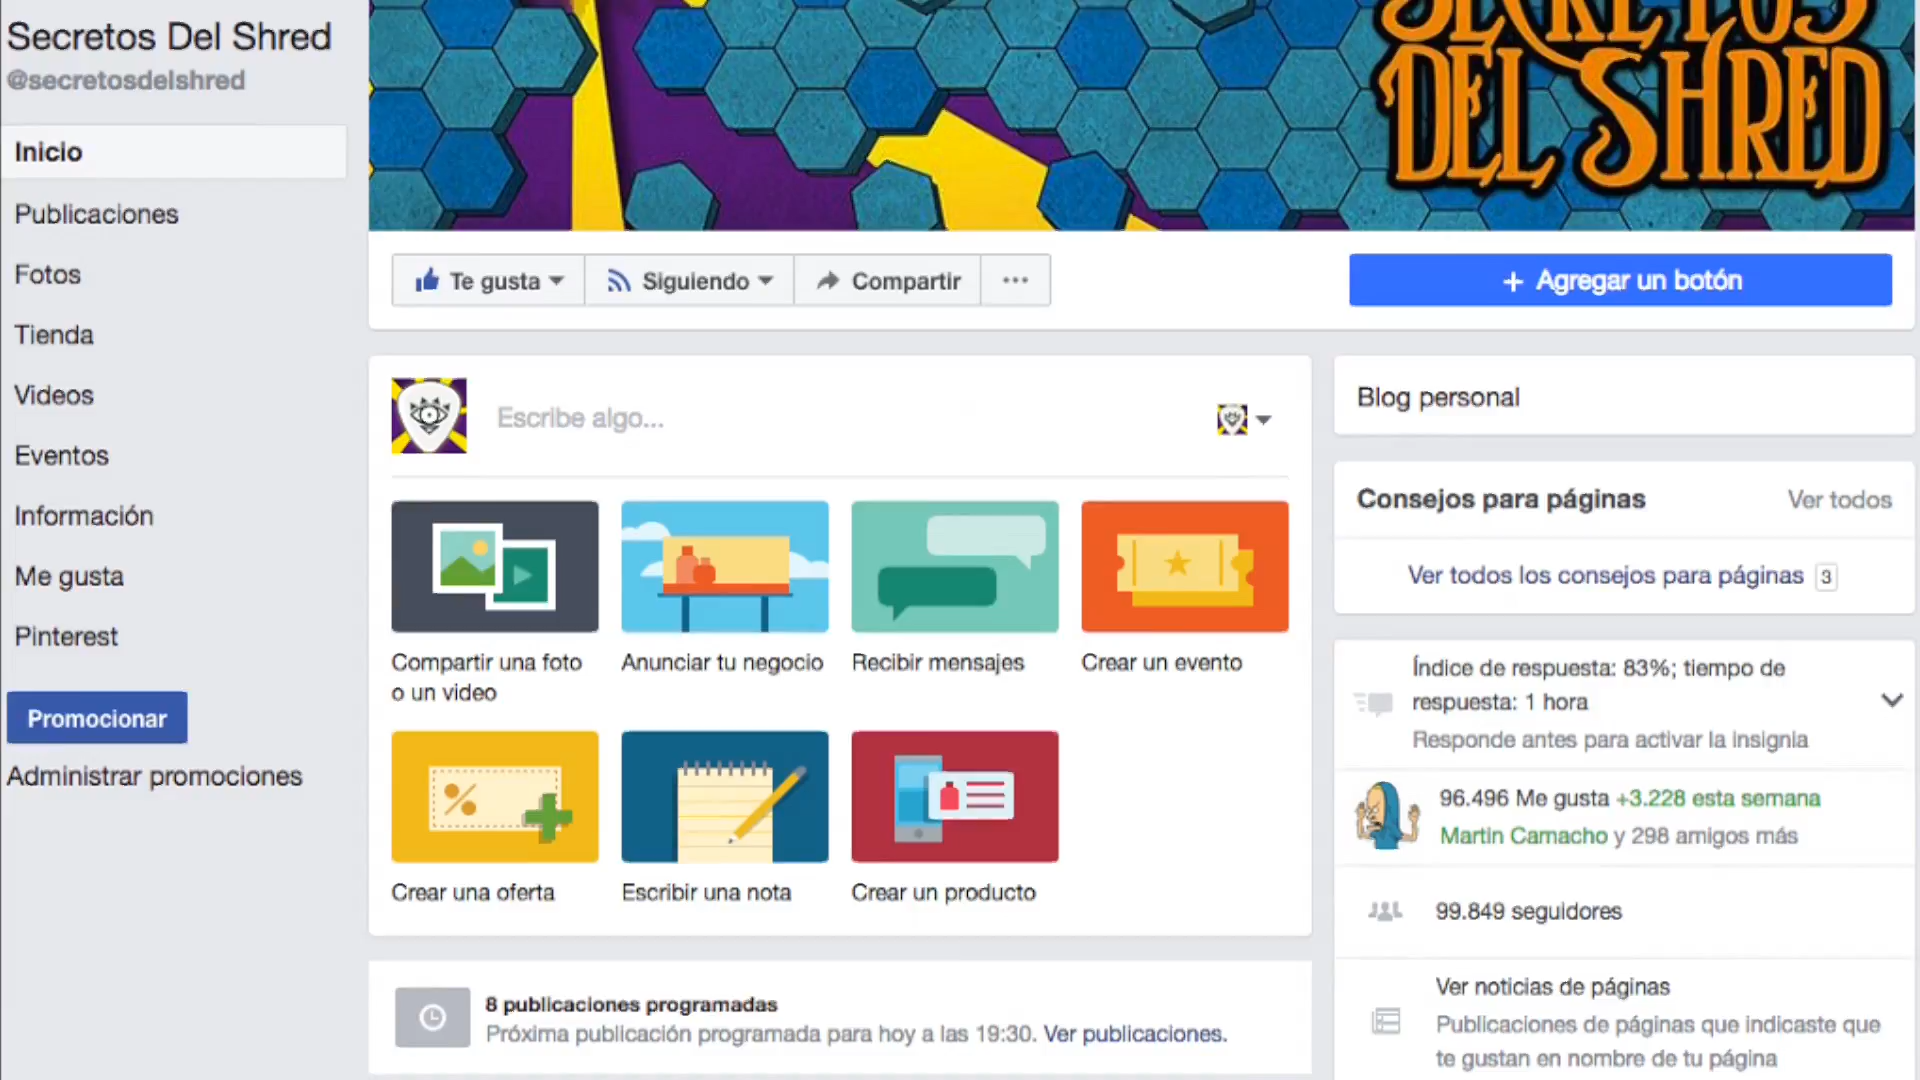 Secretos Del Shred
@secretosdelshred
Inicio
Publicaciones
Fotos
Tienda
Videos
Eventos
Información
Me gusta
Pinterest
Promocionar
Administrar promociones
SECRETOS
DEL SHRED
Te gusta
Siguiendo
Compartir
+ Agregar un botón
Escribe algo...
Compartir una foto
o un video
Anunciar tu negocio
Recibir mensajes
Crear un evento
%
Crear una oferta
Escribir una nota
Crear un producto
8 publicaciones programadas
Próxima publicación programada para hoy a las 19:30. Ver publicaciones.
Blog personal
Consejos para páginas
Ver todos
Ver todos los consejos para páginas 3
Índice de respuesta: 83%; tiempo de
respuesta: 1 hora
Responde antes para activar la insignia
96.496 Me gusta +3.228 esta semana
Martin Camacho y 298 amigos más
99.849 seguidores
Ver noticias de páginas
Publicaciones de páginas que indicaste que
te gustan en nombre de tu página